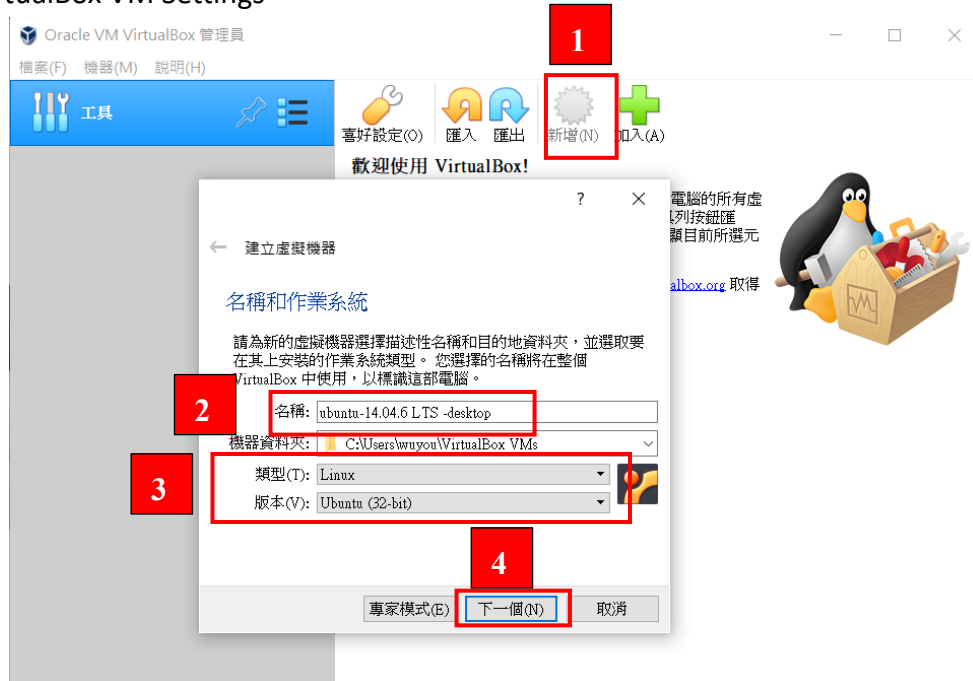 tualBox VM Settings
Oracle VM VirtualBox 管理員
1
檔案(F) 機器(M) 說明(H)
工具
喜好設定(O) 匯入 匯出 新增(N) 加入(A)
歡迎使用 VirtualBox!
電腦的所有虛
列按鈕匯
顯目前所選元
albox.org 取得
?
建立虛擬機器
名稱和作業系統
請為新的虛擬機器選擇描述性名稱和目的地資料夾，並選取要
在其上安裝的作業系統類型。 您選擇的名稱將在整個
VirtualBox 中使用，以標識這部電腦。
2
名稱: ubuntu-14.04.6 LTS -desktop
機器資料夾: C:\Users\wuyou\VirtualBox VMs
3
類型(T): Linux
版本(V): Ubuntu (32-bit)
4
專家模式(E) 下一個(N) 取消